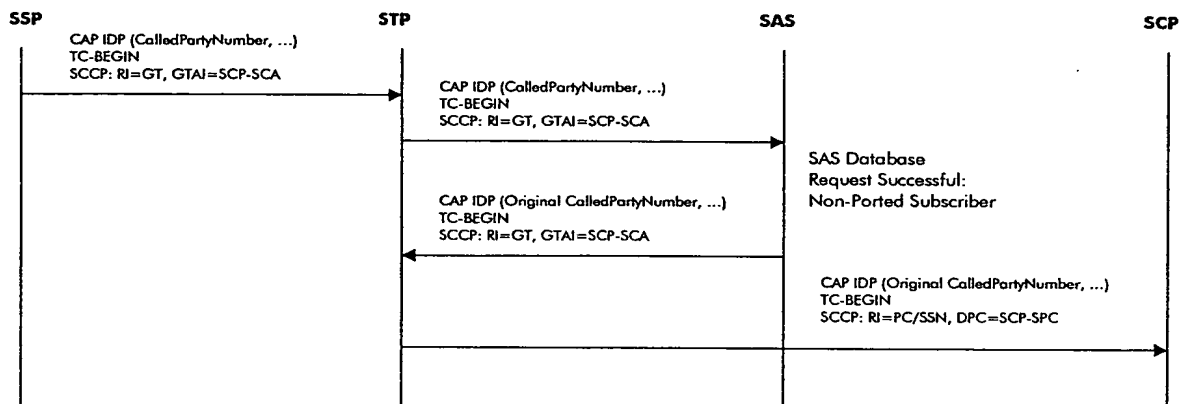 SSP
STP
SAS
SCP
CAP IDP (CalledPartyNumber, ...)
TC-BEGIN
SCCP: RI=GT, GTAI=SCP-SCA
CAP IDP (CalledPartyNumber, ...)
TC-BEGIN
SCCP: RI=GT, GTAI=SCP-SCA
SAS Database
Request Successful:
Non-Ported Subscriber
CAP IDP (Original CalledPartyNumber, ...)
TC-BEGIN
SCCP: RI=GT, GTAI=SCP-SCA
CAP IDP (Original CalledPartyNumber, ...)
TC-BEGIN
SCCP: RI=PC/SSN, DPC=SCP-SPC